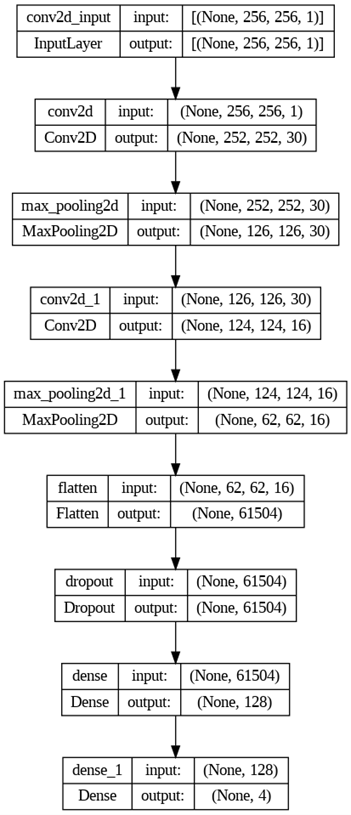 conv2d_input input: [(None, 256, 256, 1)]
InputLayer output: [(None, 256, 256, 1)]
conv2d input: (None, 256, 256, 1)
Conv2D output: (None, 252, 252, 30)
max_pooling2d input: (None, 252, 252, 30)
MaxPooling2D output: (None, 126, 126, 30)
conv2d_1 input: (None, 126, 126, 30)
Conv2D output: (None, 124, 124, 16)
max_pooling2d_1 input: (None, 124, 124, 16)
MaxPooling2D output: (None, 62, 62, 16)
flatten input: (None, 62, 62, 16)
Flatten output: (None, 61504)
dropout input: (None, 61504)
Dropout output: (None, 61504)
dense input: (None, 61504)
Dense output: (None, 128)
dense_1 input: (None, 128)
Dense output: (None, 4)